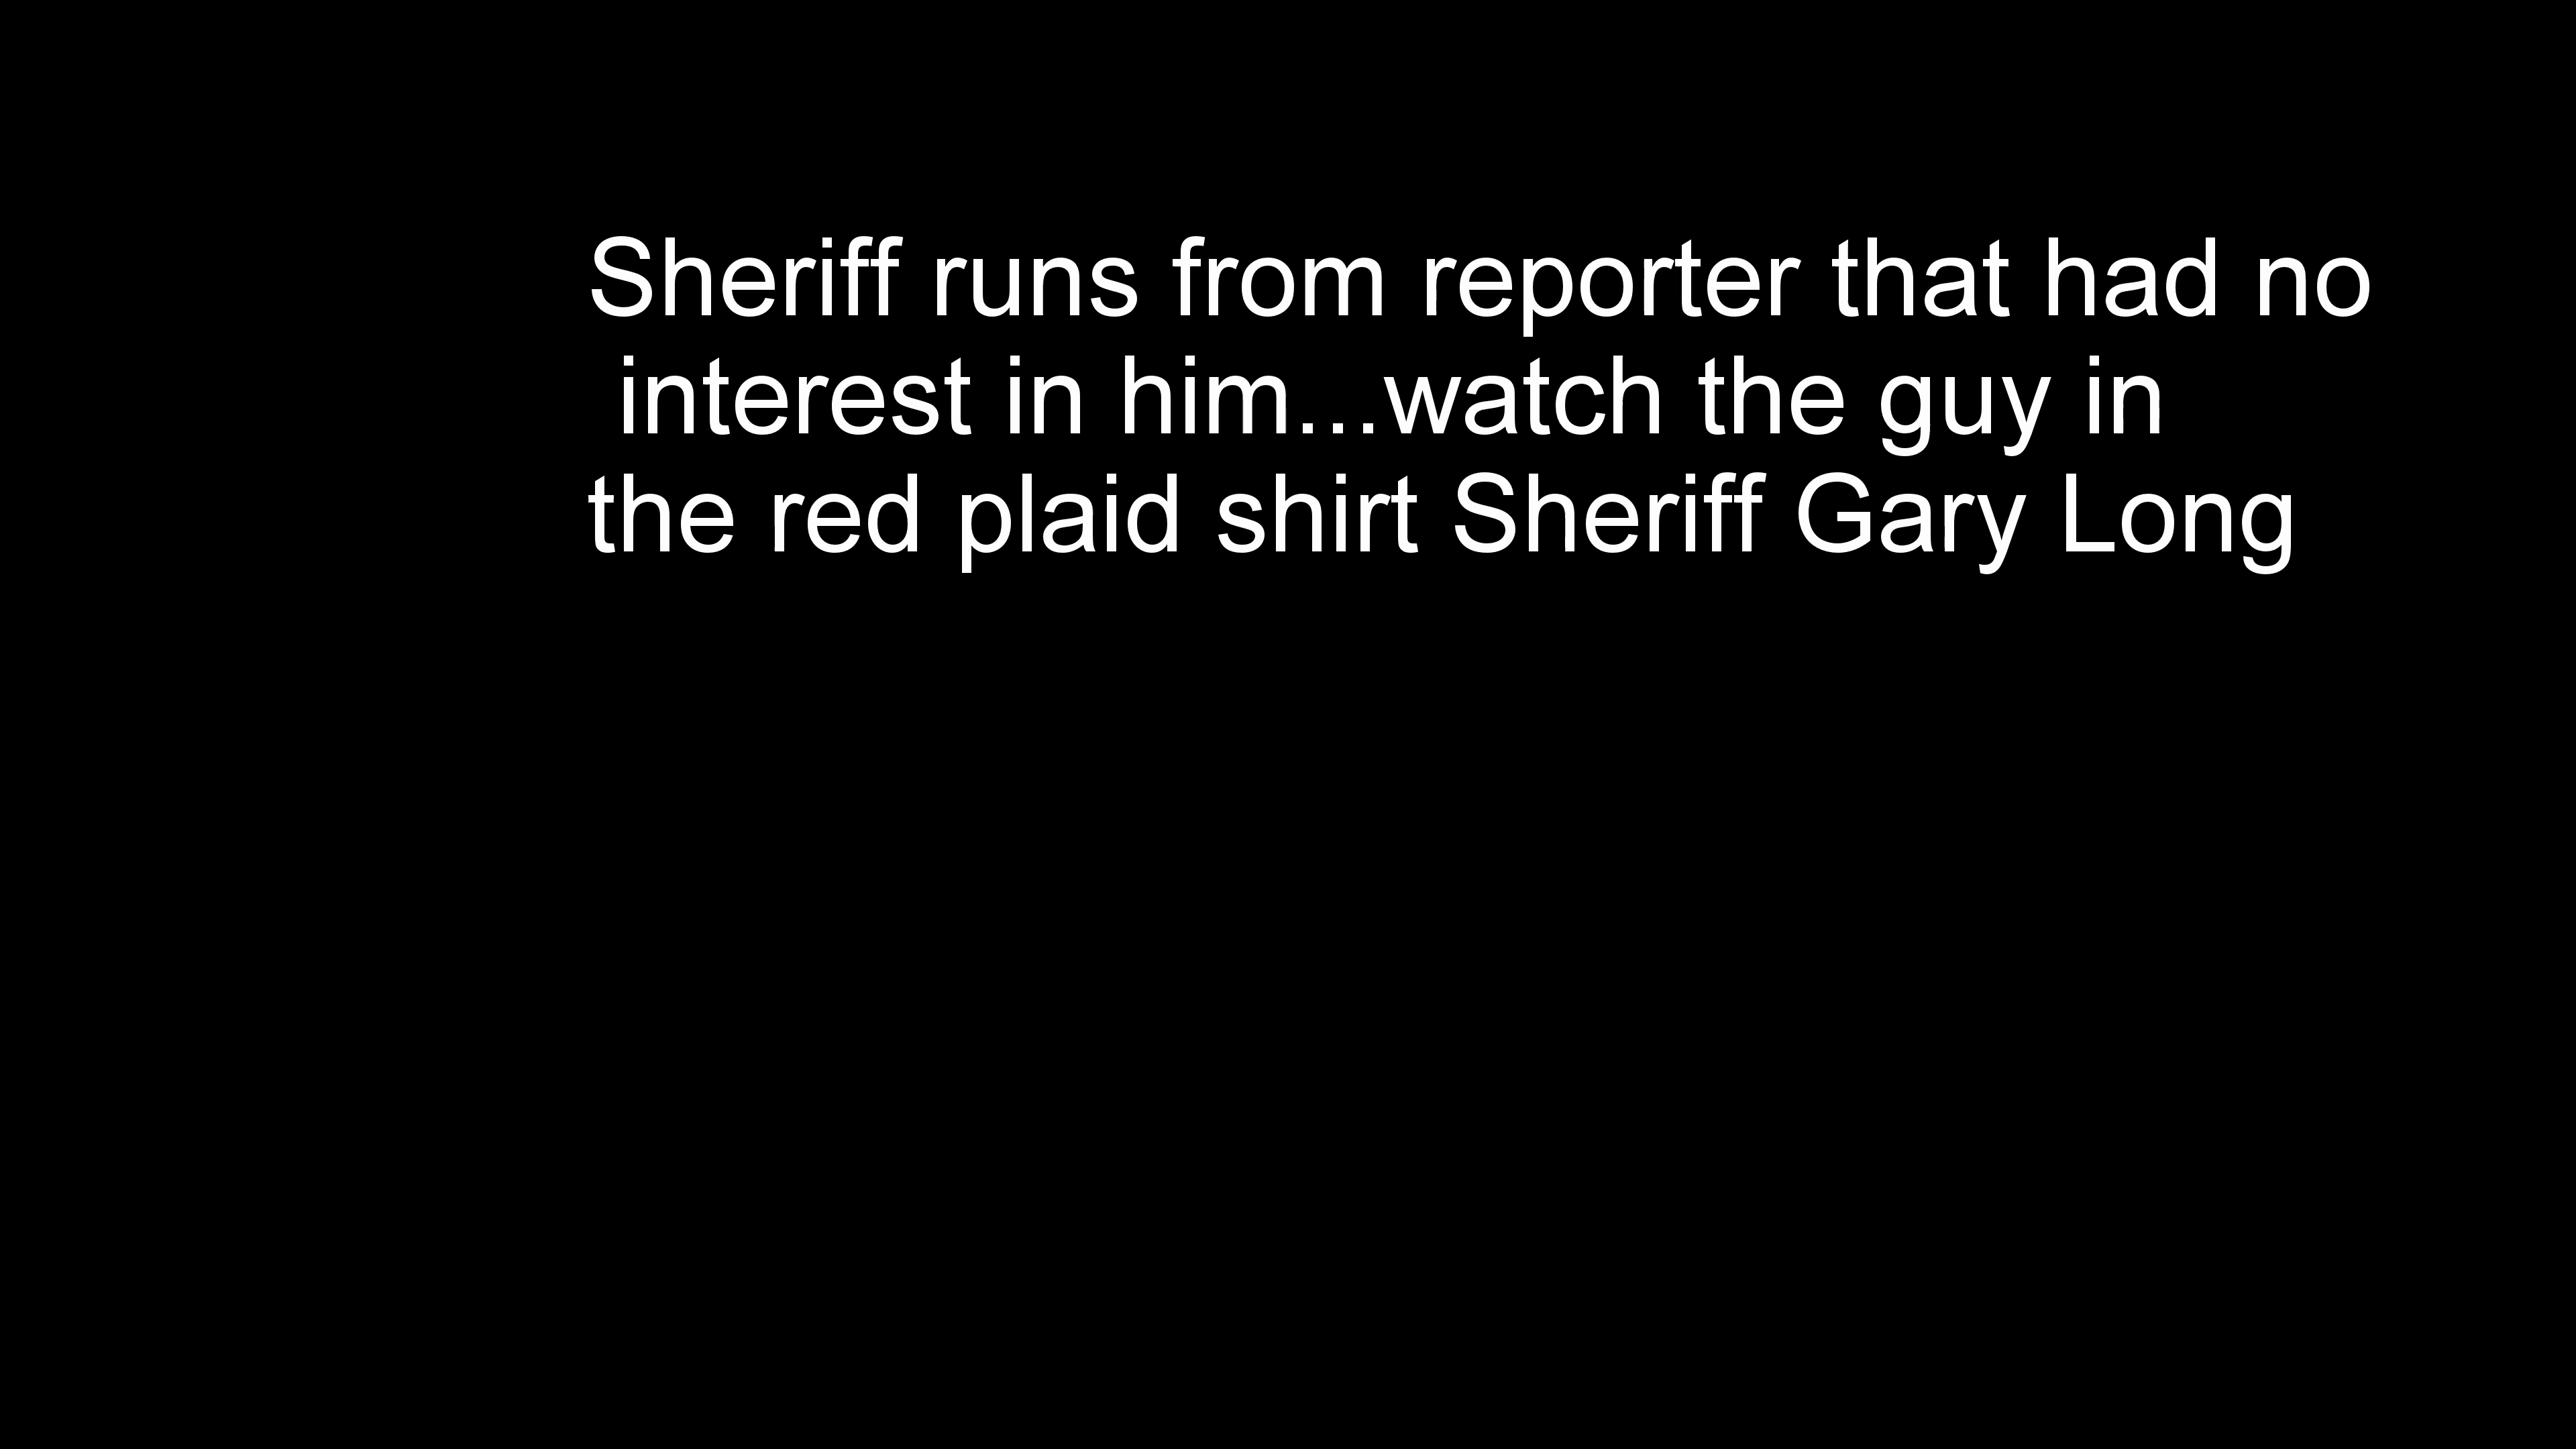 Sheriff runs from reporter that had no
interest in him...watch the guy in
the red plaid shirt Sheriff Gary Long